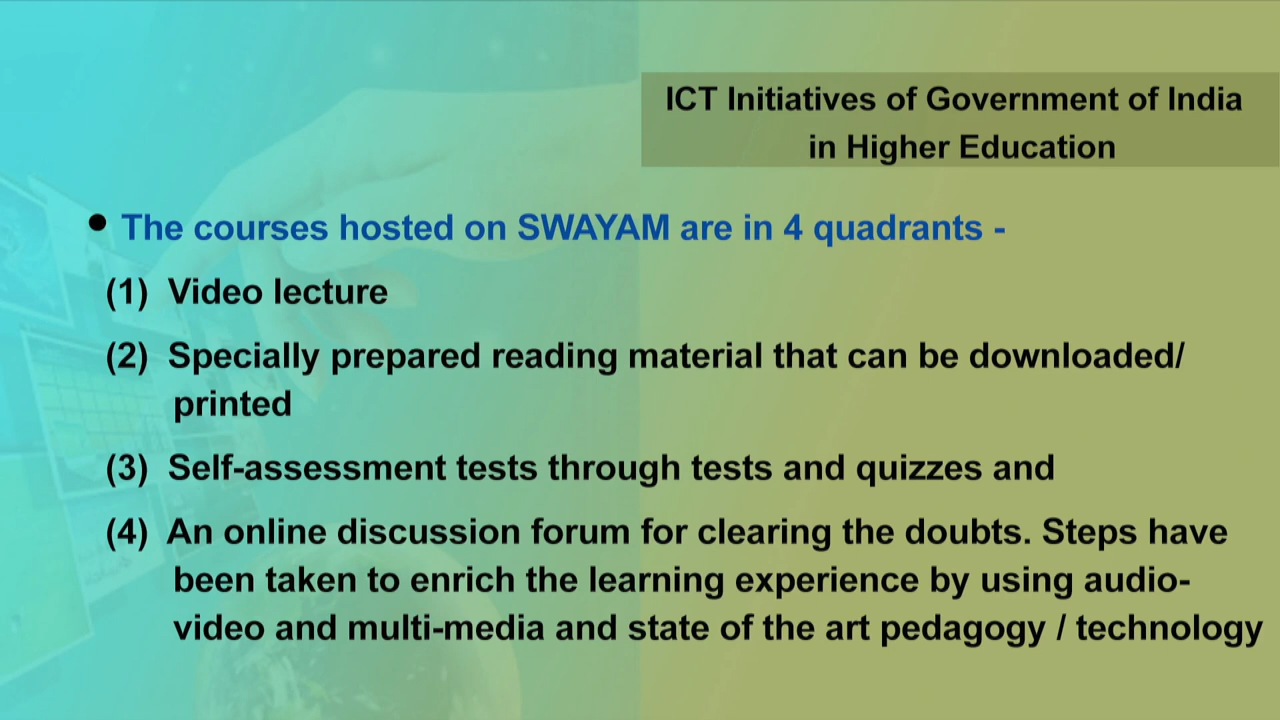 ICT Initiatives of Government of India
in Higher Education
• The courses hosted on SWAYAM are in 4 quadrants -
(1) Video lecture
(2) Specially prepared reading material that can be downloaded/
printed
(3) Self-assessment tests through tests and quizzes and
(4) An online discussion forum for clearing the doubts. Steps have
been taken to enrich the learning experience by using audio-
video and multi-media and state of the art pedagogy / technology